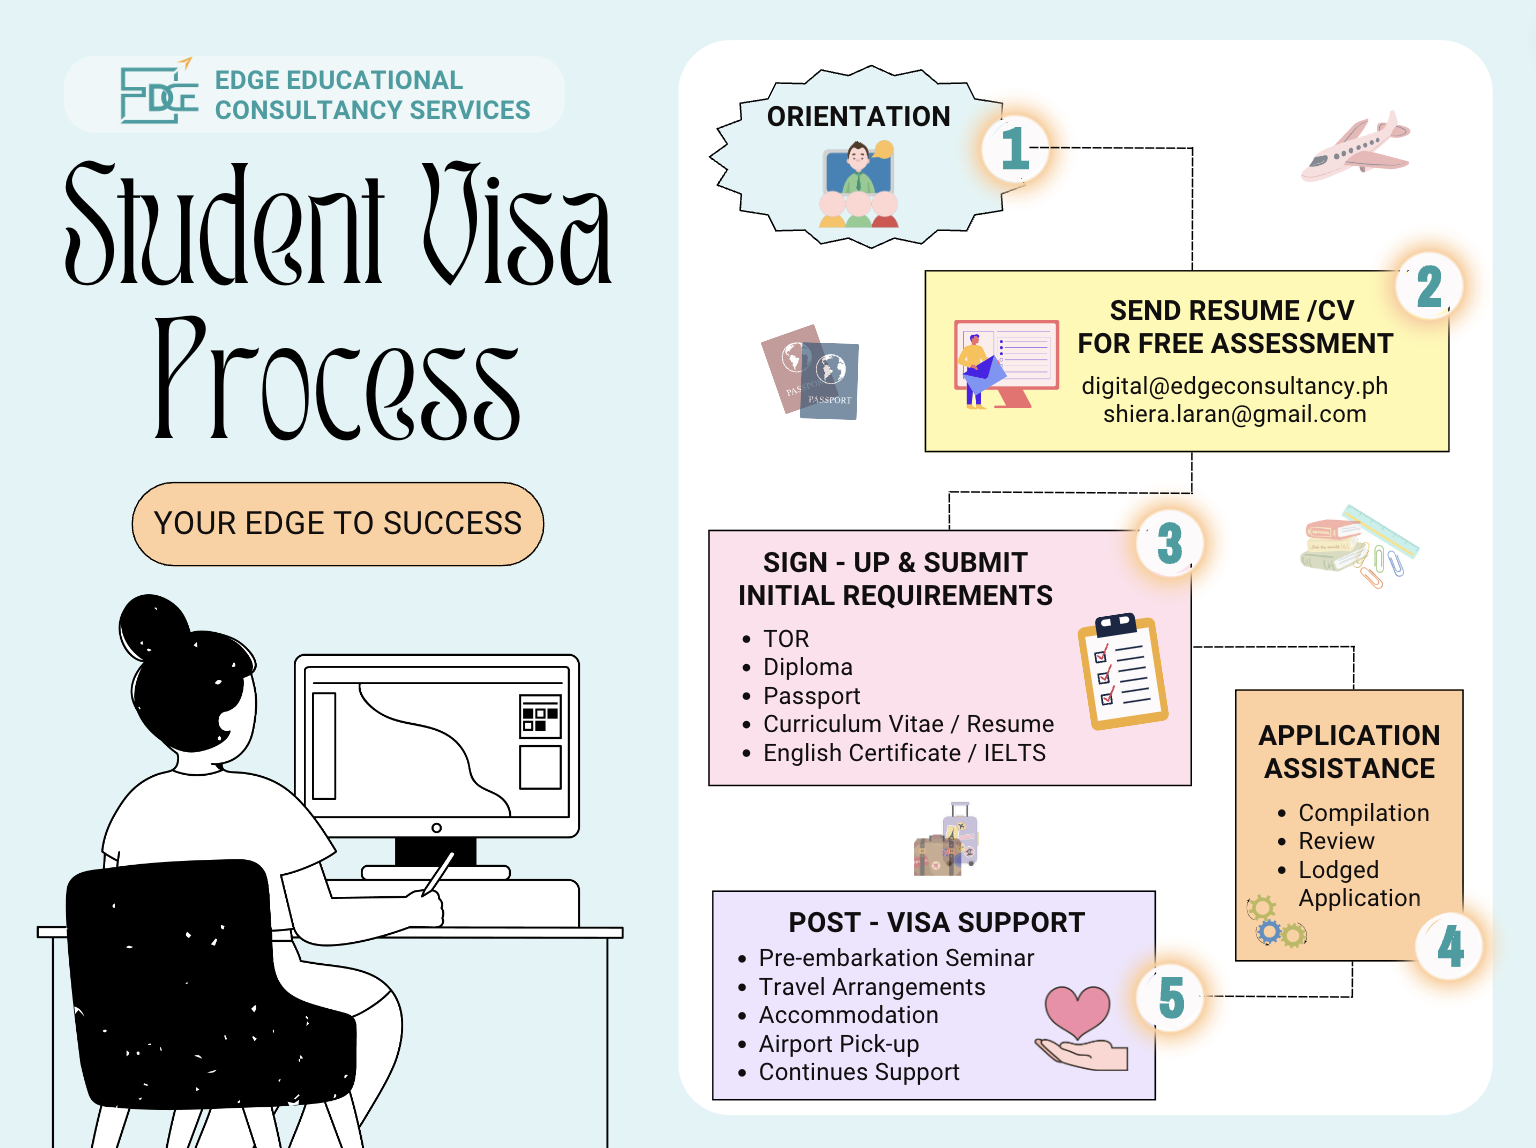 EDGE
EDGE EDUCATIONAL
CONSULTANCY SERVICES
Student Visa
Process
YOUR EDGE TO SUCCESS
ORIENTATION
1
2
SEND RESUME /CV
FOR FREE ASSESSMENT
digital@edgeconsultancy.ph
shiera.laran@gmail.com
PASSPORT
PASSPORT
3
SIGN - UP & SUBMIT
INITIAL REQUIREMENTS
• TOR
• Diploma
• Passport
• Curriculum Vitae / Resume
• English Certificate / IELTS
APPLICATION
ASSISTANCE
• Compilation
• Review
• Lodged
Application
4
POST - VISA SUPPORT
• Pre-embarkation Seminar
• Travel Arrangements
• Accommodation
• Airport Pick-up
• Continues Support
5